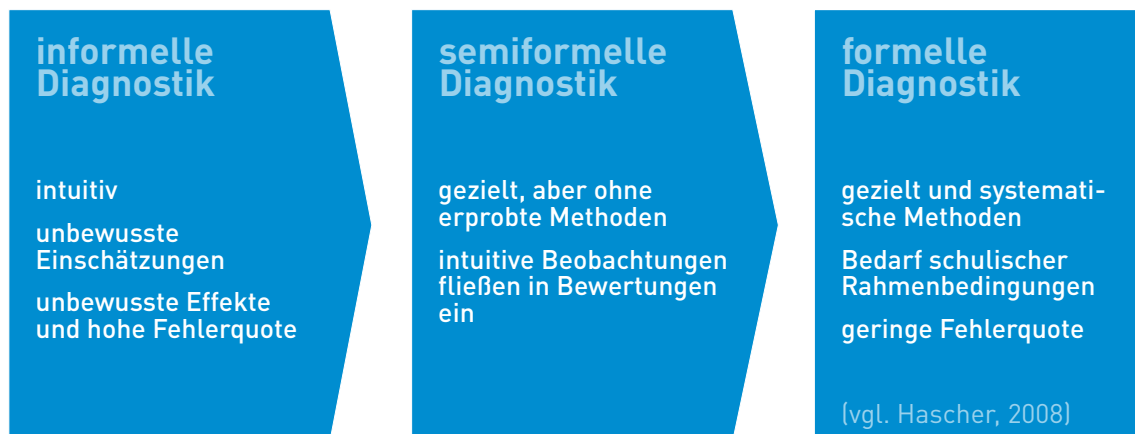 informelle
Diagnostik
intuitiv
unbewusste
Einschätzungen
unbewusste Effekte
und hohe Fehlerquote
semiformelle
Diagnostik
gezielt, aber ohne
erprobte Methoden
intuitive Beobachtungen
fließen in Bewertungen
ein
formelle
Diagnostik
gezielt und systemati-
sche Methoden
Bedarf schulischer
Rahmenbedingungen
geringe Fehlerquote
(vgl. Hascher, 2008)